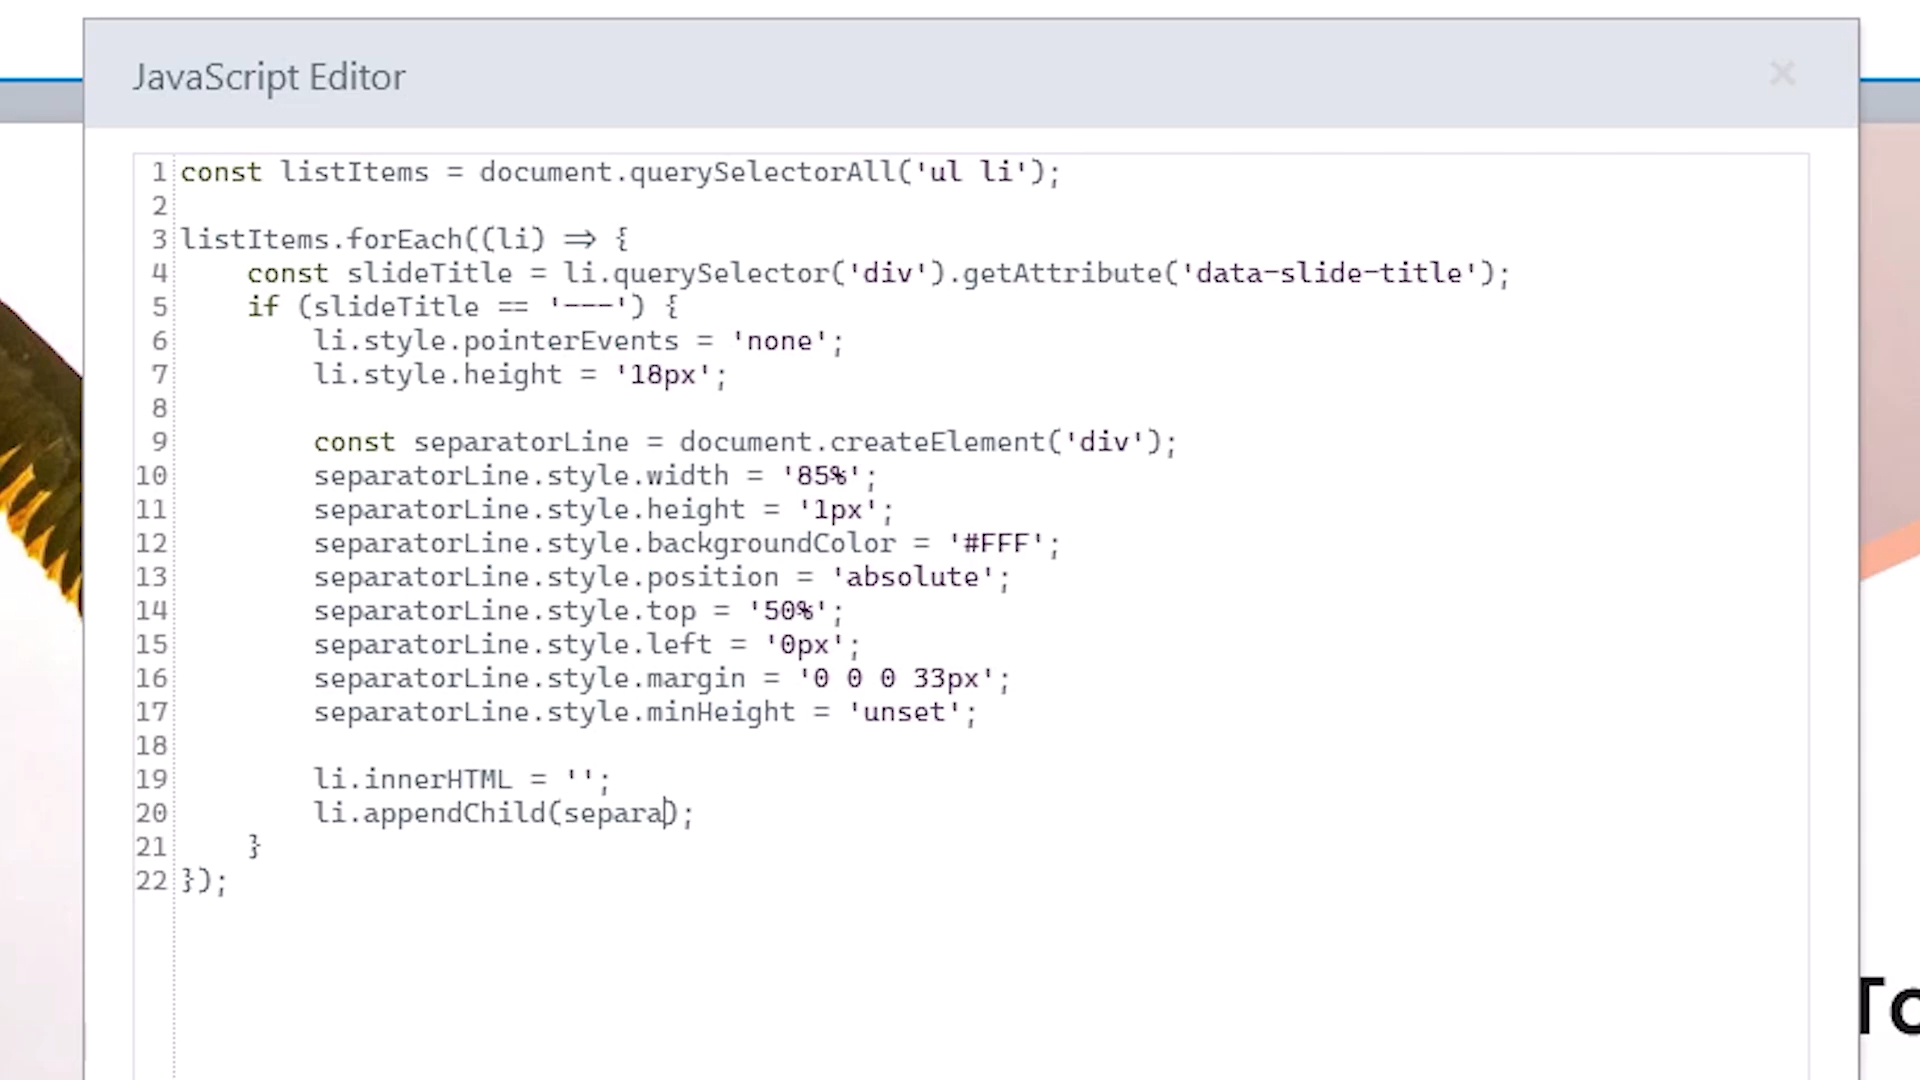 JavaScript Editor
1 const listItems = document.querySelectorAll('ul li');
2
3 listItems.forEach((li) => {
4     const slideTitle = li.querySelector('div').getAttribute('data-slide-title');
5     if (slideTitle == '---') {
6         li.style.pointerEvents = 'none';
7         li.style.height = '18px';
8
9         const separatorLine = document.createElement('div');
10         separatorLine.style.width = '85%';
11         separatorLine.style.height = '1px';
12         separatorLine.style.backgroundColor = '#FFF';
13         separatorLine.style.position = 'absolute';
14         separatorLine.style.top = '50%';
15         separatorLine.style.left = '0px';
16         separatorLine.style.margin = '0 0 0 33px';
17         separatorLine.style.minHeight = 'unset';
18
19         li.innerHTML = '';
20         li.appendChild(separa);
21     }
22 });